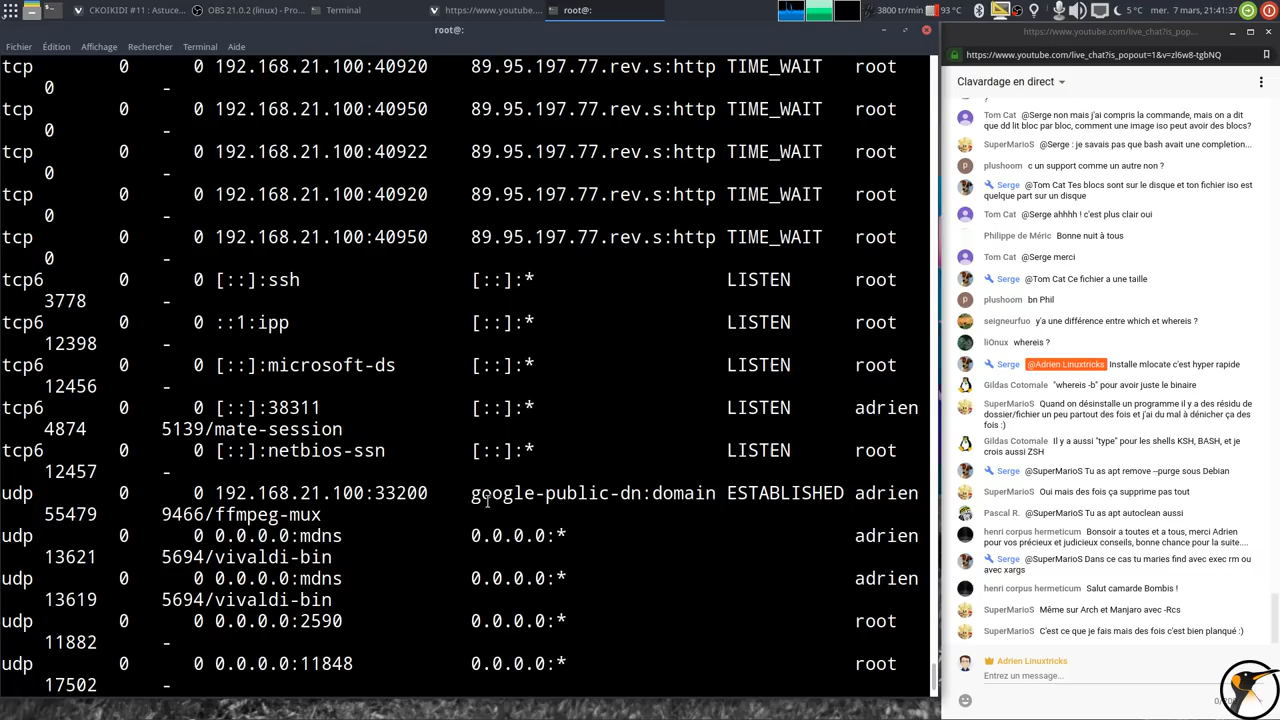 CKOIKIDI #11 : Astuce...
OBS 21.0.2 (linux) - Pro...
Terminal
https://www.youtube....
root@:
3800 tr/min
93 °C
5 °C
mer. 7 mars, 21:41:37
root@:
Fichier Édition Affichage Rechercher Terminal Aide
tcp 0 0 192.168.21.100:40926 89.95.197.77.rev.s:http TIME_WAIT root
0 -
tcp 0 0 192.168.21.100:40950 89.95.197.77.rev.s:http TIME_WAIT root
0 -
tcp 0 0 192.168.21.100:40922 89.95.197.77.rev.s:http TIME_WAIT root
0 -
tcp 0 0 192.168.21.100:40920 89.95.197.77.rev.s:http TIME_WAIT root
0 -
tcp 0 0 192.168.21.100:40960 89.95.197.77.rev.s:http TIME_WAIT root
0 -
tcp6 0 0 [::]:ssh [::]:* LISTEN root
3778 -
tcp6 0 0 ::1:ipp [::]:* LISTEN root
12398 -
tcp6 0 0 [::]:microsoft-ds [::]:* LISTEN root
12456 -
tcp6 0 0 [::]:38311 [::]:* LISTEN adrien
4874 5139/mate-session
tcp6 0 0 [::]:netbios-ssn [::]:* LISTEN root
12457 -
udp 0 0 192.168.21.100:33200 google-public-dn:domain ESTABLISHED adrien
55479 9466/ffmpeg-mux
udp 0 0 0.0.0.0:mdns 0.0.0.0:* adrien
13621 5694/vivaldi-bin
udp 0 0 0.0.0.0:mdns 0.0.0.0:* adrien
13619 5694/vivaldi-bin
udp 0 0 0.0.0.0:2590 0.0.0.0:* root
11882 -
udp 0 0 0.0.0.0:11848 0.0.0.0:* root
17502 -
https://www.youtube.com/live_chat?is_pop...
https://www.youtube.com/live_chat?is_popout=1&v=zl6w8-tgbNQ
Clavardage en direct
?
Tom Cat @Serge non mais j'ai compris la commande, mais on a dit
que dd lit bloc par bloc, comment une image iso peut avoir des blocs?
SuperMarioS @Serge : je savais pas que bash avait une completion...
P
plushoom c un support comme un autre non ?
Serge @Tom Cat Tes blocs sont sur le disque et ton fichier iso est
quelque part sur un disque
Tom Cat @Serge ahhhh ! c'est plus clair oui
Philippe de Méric Bonne nuit à tous
Tom Cat @Serge merci
Serge @Tom Cat Ce fichier a une taille
P
plushoom bn Phil
seigneurfuo y'a une différence entre which et whereis ?
liOnux whereis ?
Serge @Adrien Linuxtricks Installe mlocate c'est hyper rapide
Gildas Cotomale "whereis -b" pour avoir juste le binaire
SuperMarioS Quand on désinstalle un programme il y a des résidu de
dossier/fichier un peu partout des fois et j'ai du mal à dénicher ça des
fois :)
Gildas Cotomale Il y a aussi "type" pour les shells KSH, BASH, et je
crois aussi ZSH
Serge @SuperMarioS Tu as apt remove --purge sous Debian
SuperMarioS Oui mais des fois ça supprime pas tout
Pascal R. @SuperMarioS Tu as apt autoclean aussi
henri corpus hermeticum Bonsoir a toutes et a tous, merci Adrien
pour vos précieux et judicieux conseils, bonne chance pour la suite....
Serge @SuperMarioS Dans ce cas tu maries find avec exec rm ou
avec xargs
henri corpus hermeticum Salut camarde Bombis !
SuperMarioS Même sur Arch et Manjaro avec -Rcs
SuperMarioS C'est ce que je fais mais des fois c'est bien planqué :)
Adrien Linuxtricks
Entrez un message...